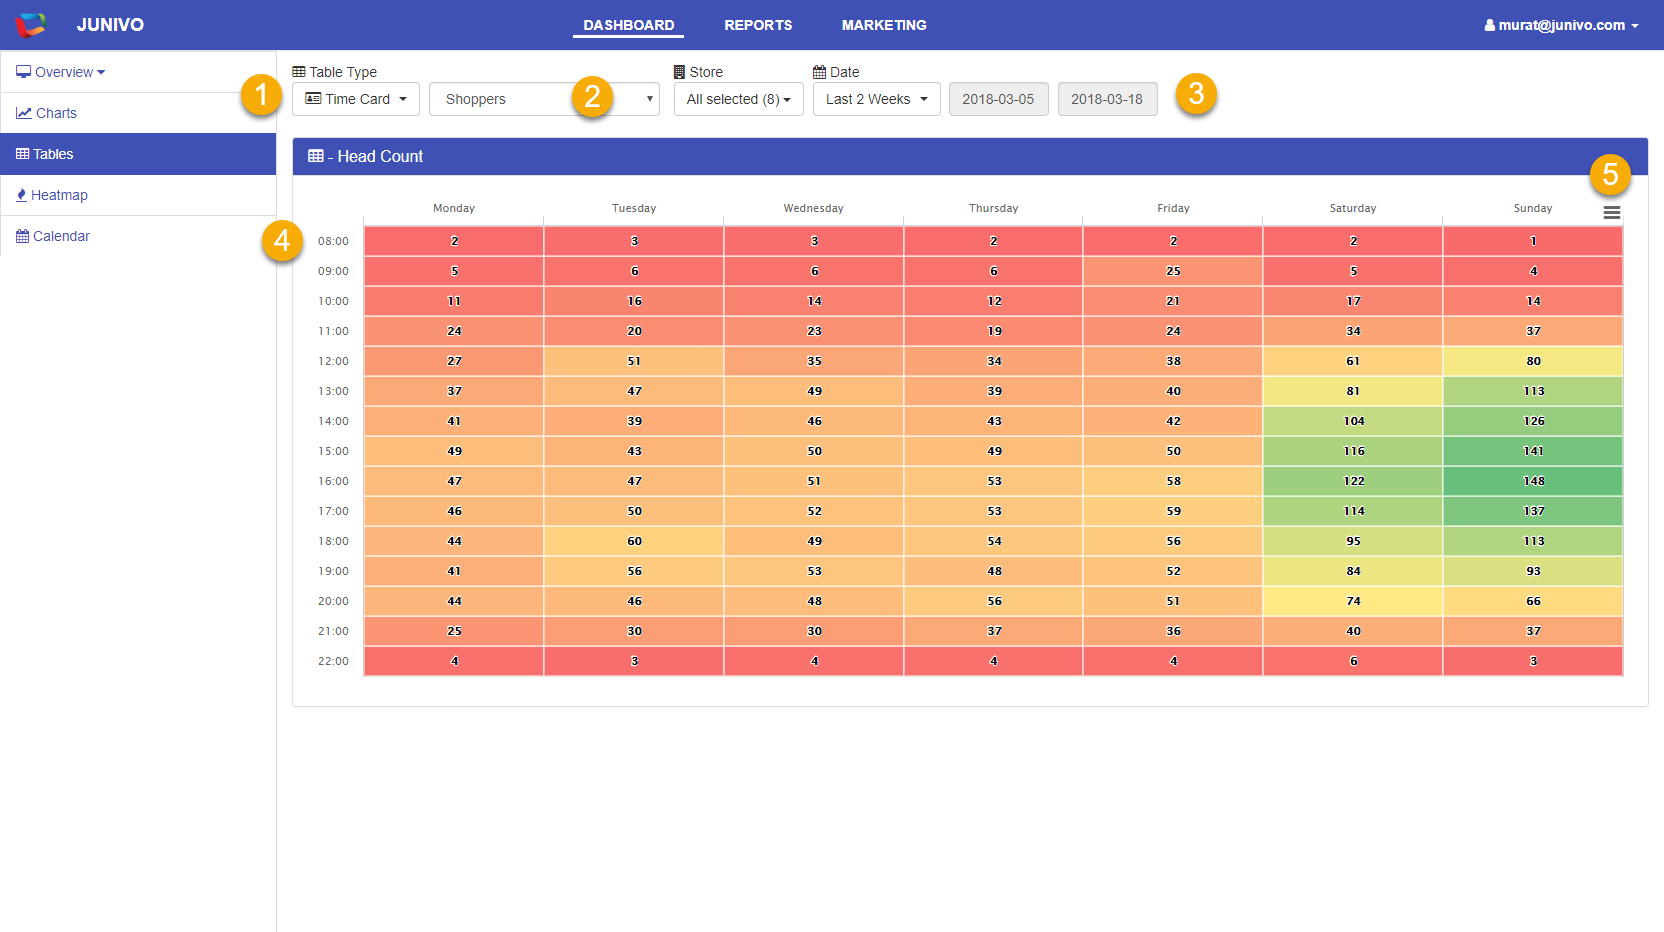 JUNIVO DASHBOARD REPORTS MARKETING murat@junivo.com
Overview
Charts
Tables
Heatmap
Calendar
Table Type Store Date
1 Time Card Shoppers 2 All selected (8) Last 2 Weeks 2018-03-05 2018-03-18 3
- Head Count
5
4
Monday Tuesday Wednesday Thursday Friday Saturday Sunday
08:00 2 3 3 2 2 2 1
09:00 5 6 6 6 25 5 4
10:00 11 16 14 12 21 17 14
11:00 24 20 23 19 24 34 37
12:00 27 51 35 34 38 61 80
13:00 37 47 49 39 40 81 113
14:00 41 39 46 43 42 104 126
15:00 49 43 50 49 50 116 141
16:00 47 47 51 53 58 122 148
17:00 46 50 52 53 59 114 137
18:00 44 60 49 54 56 95 113
19:00 41 56 53 48 52 84 93
20:00 44 46 48 56 51 74 66
21:00 25 30 30 37 36 40 37
22:00 4 3 4 4 4 6 3